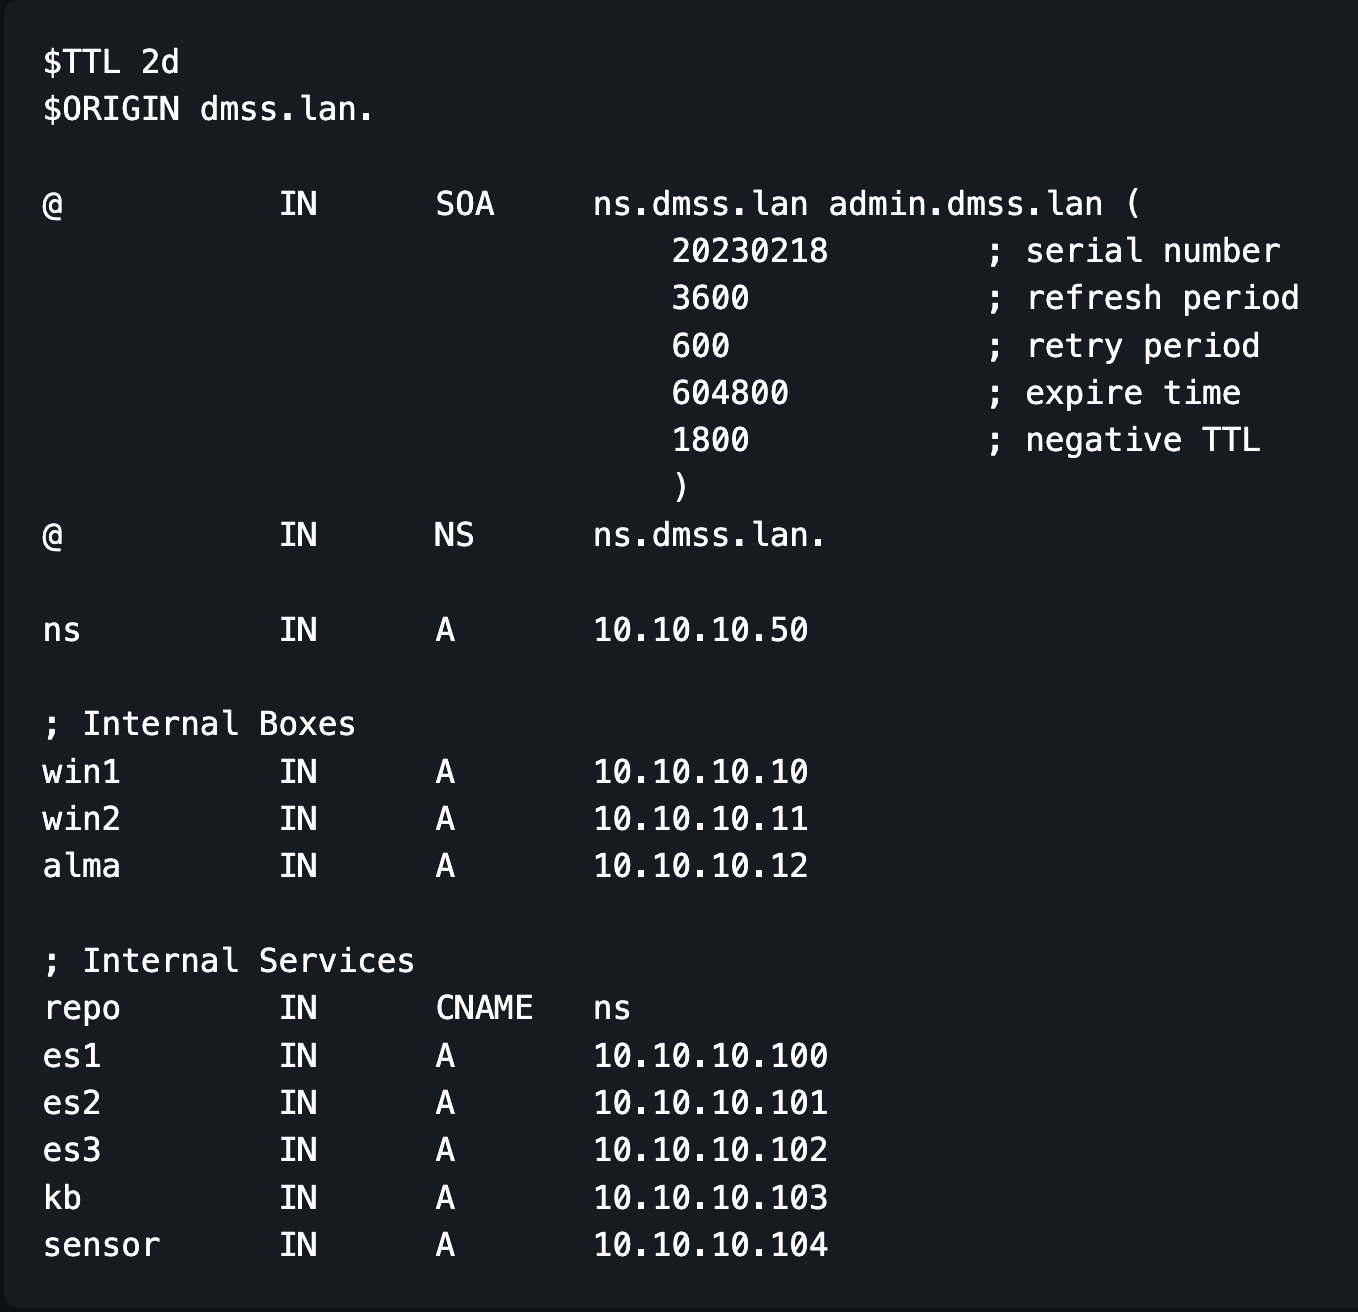 $TTL 2d
$ORIGIN dmss.lan.
@ IN SOA ns.dmss.lan admin.dmss.lan (
20230218 ; serial number
3600 ; refresh period
600 ; retry period
604800 ; expire time
1800 ; negative TTL
)
@ IN NS ns.dmss.lan.
ns IN A 10.10.10.50
; Internal Boxes
win1 IN A 10.10.10.10
win2 IN A 10.10.10.11
alma IN A 10.10.10.12
; Internal Services
repo IN CNAME ns
es1 IN A 10.10.10.100
es2 IN A 10.10.10.101
es3 IN A 10.10.10.102
kb IN A 10.10.10.103
sensor IN A 10.10.10.104